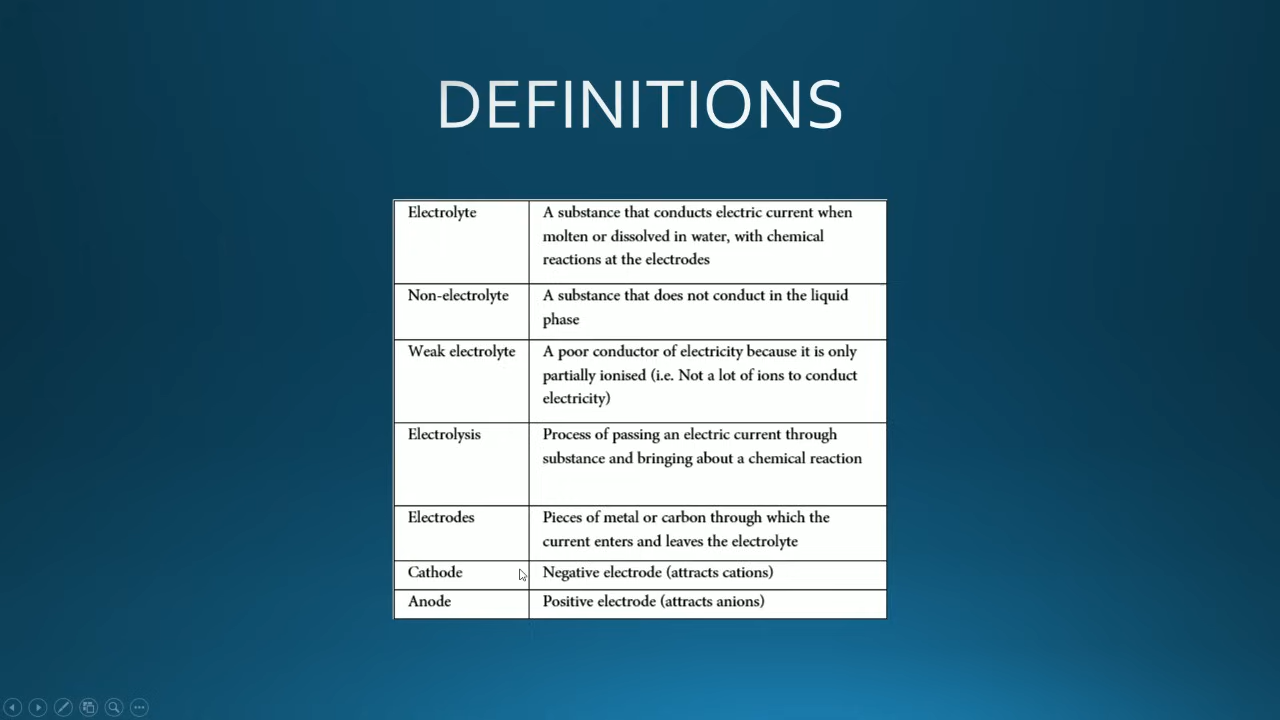 DEFINITIONS
Electrolyte
A substance that conducts electric current when
molten or dissolved in water, with chemical
reactions at the electrodes
Non-electrolyte
A substance that does not conduct in the liquid
phase
Weak electrolyte
A poor conductor of electricity because it is only
partially ionised (i.e. Not a lot of ions to conduct
electricity)
Electrolysis
Process of passing an electric current through
substance and bringing about a chemical reaction
Electrodes
Pieces of metal or carbon through which the
current enters and leaves the electrolyte
Cathode
Negative electrode (attracts cations)
Anode
Positive electrode (attracts anions)